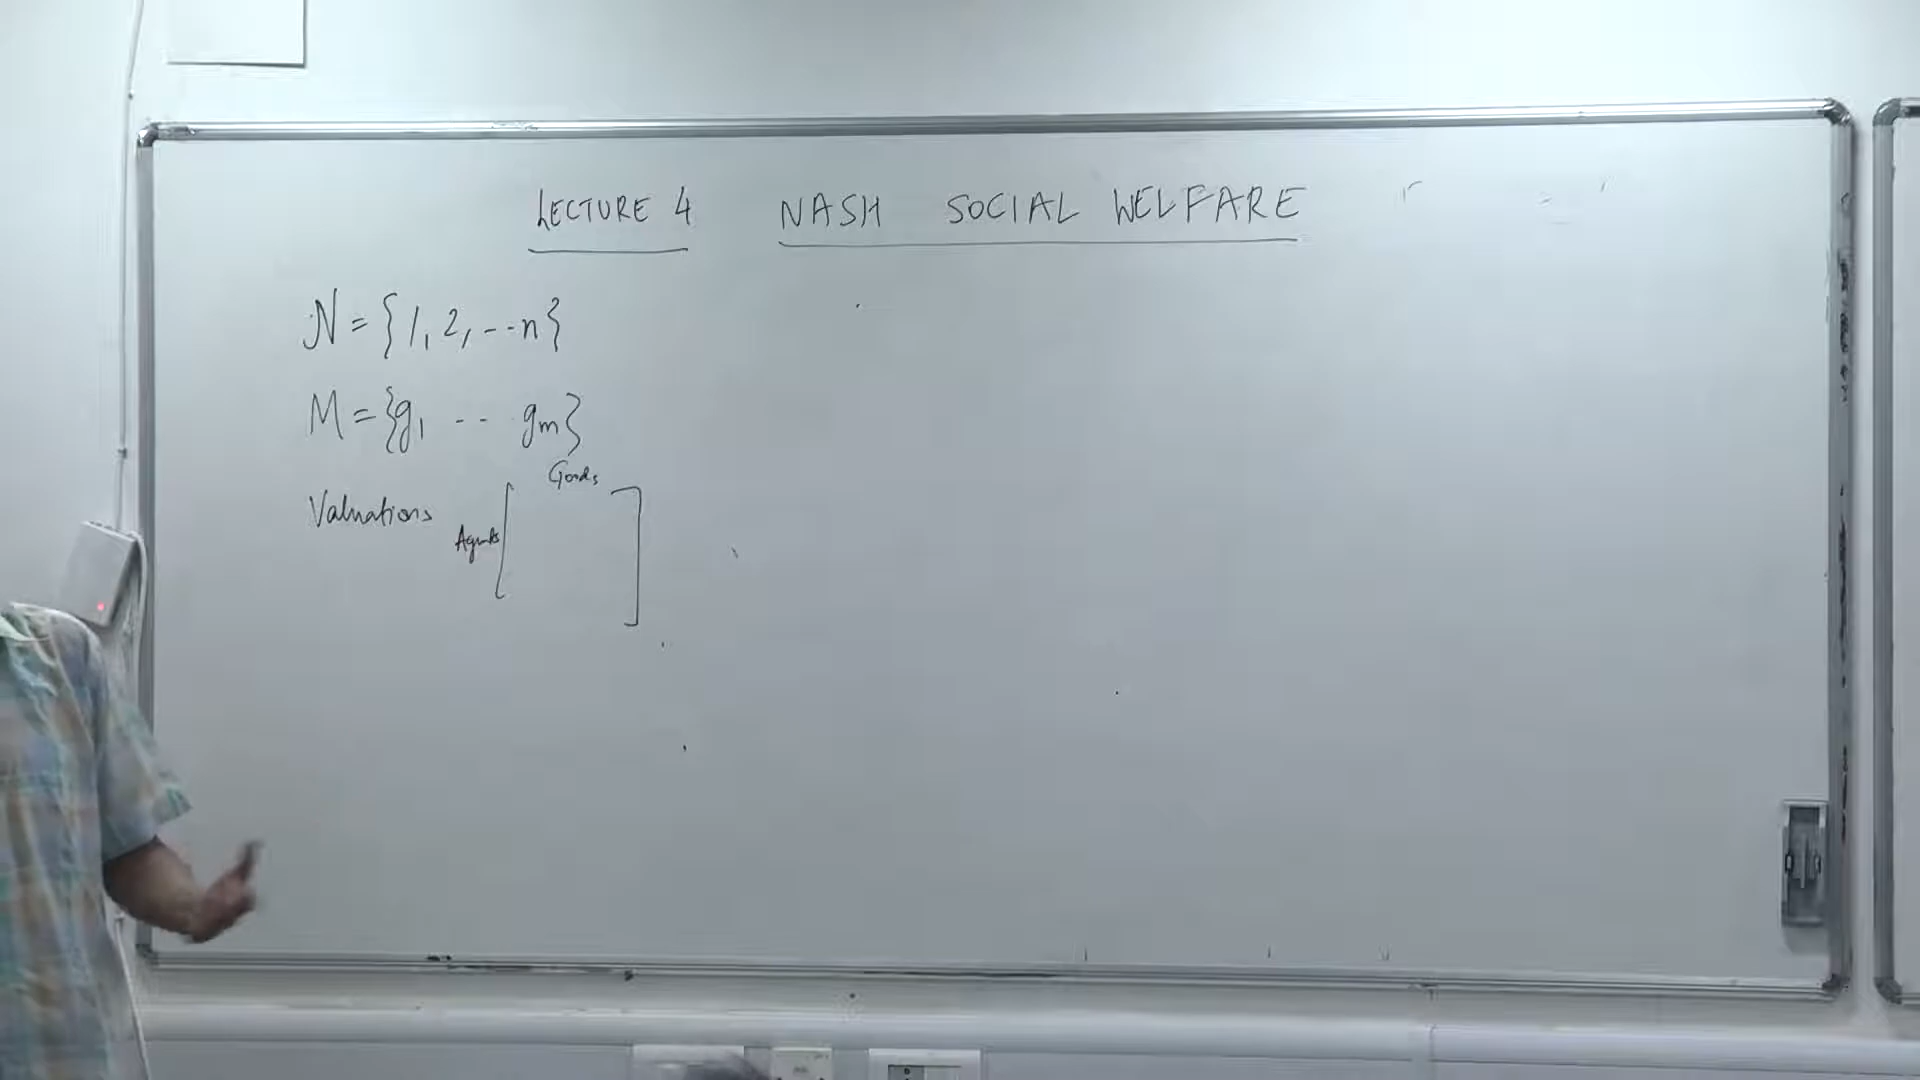 LECTURE 4 NASH SOCIAL WELFARE
N = {1, 2, --n}
M = {g1 -- gm}
Goods
Valuations
Agents